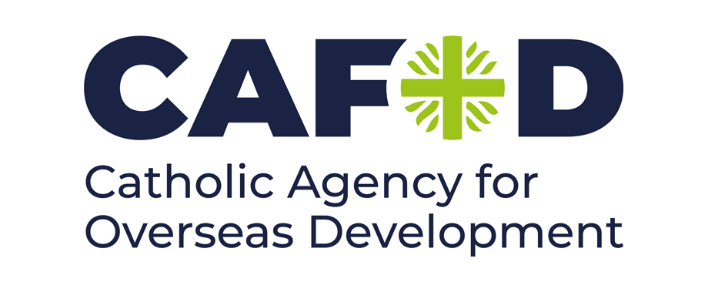 CAFOD
Catholic Agency for
Overseas Development